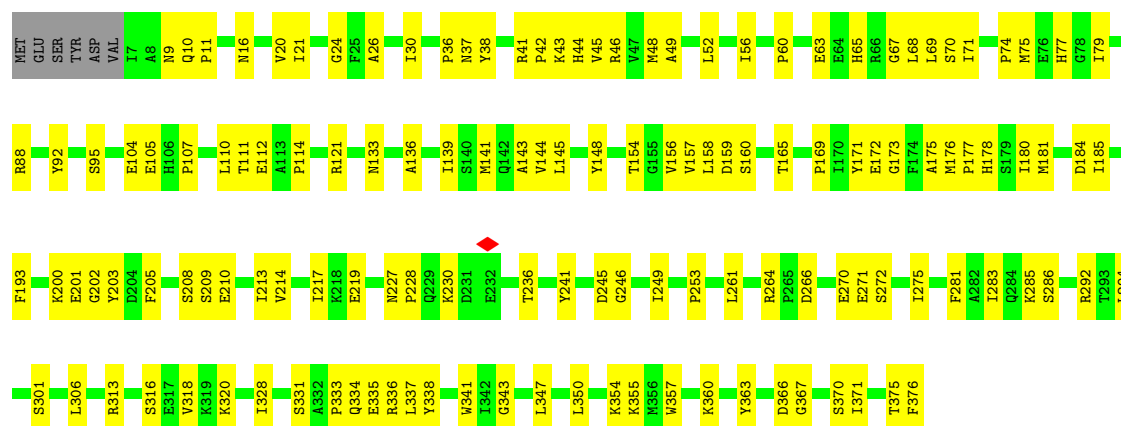 MET GLU SER TYR ASP VAL I7 A8 N9 Q10 P11 N16 V20 I21 G24 F25 A26 I30 P36 N37 Y38 R41 P42 K43 H44 V45 R46 V47 M48 A49 L52 I56 P60 E63 E64 H65 R66 G67 L68 L69 S70 I71 P74 M75 E76 H77 G78 I79
R88 Y92 S95 E104 E105 H106 P107 L110 T111 E112 A113 P114 R121 N133 A136 I139 S140 M141 Q142 A143 V144 L145 Y148 T154 G155 V156 V157 L158 D159 S160 T165 P169 I170 Y171 E172 G173 F174 A175 M176 P177 H178 S179 I180 M181 D184 I185
F193 K200 E201 G202 Y203 D204 F205 S208 S209 E210 I213 V214 I217 K218 E219 N227 P228 Q229 K230 D231 E232 T236 Y241 D245 G246 I249 P253 L261 R264 P265 D266 E270 E271 S272 I275 F281 A282 I283 Q284 K285 S286 R292 T293
S301 L306 R313 S316 E317 V318 K319 K320 I328 S331 A332 P333 Q334 E335 R336 L337 Y338 W341 I342 G343 L347 L350 K354 K355 M356 W357 K360 Y363 D366 G367 S370 I371 T375 F376